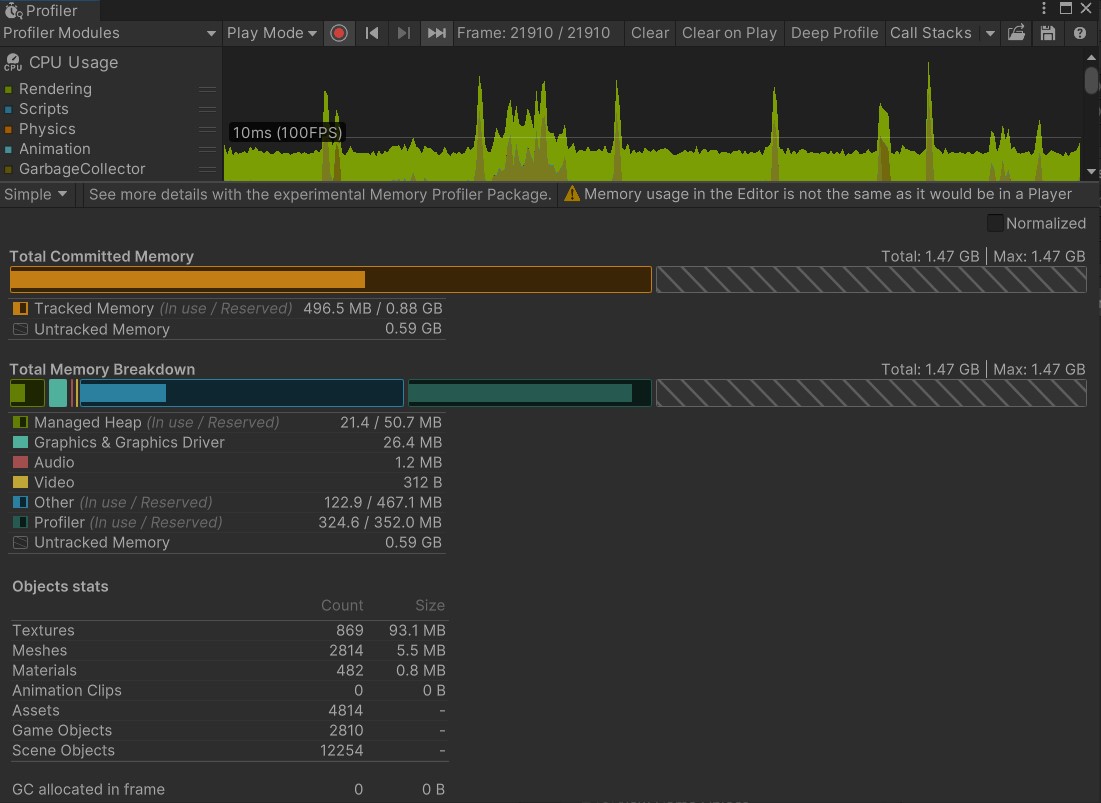 Profiler
Profiler Modules Play Mode Frame: 21910 / 21910 Clear Clear on Play Deep Profile Call Stacks
CPU CPU Usage
Rendering
Scripts
Physics
Animation
GarbageCollector
10ms (100FPS)
Simple See more details with the experimental Memory Profiler Package. Memory usage in the Editor is not the same as it would be in a Player
Normalized
Total Committed Memory Total: 1.47 GB | Max: 1.47 GB
Tracked Memory (In use / Reserved) 496.5 MB / 0.88 GB
Untracked Memory 0.59 GB
Total Memory Breakdown Total: 1.47 GB | Max: 1.47 GB
Managed Heap (In use / Reserved) 21.4 / 50.7 MB
Graphics & Graphics Driver 26.4 MB
Audio 1.2 MB
Video 312 B
Other (In use / Reserved) 122.9 / 467.1 MB
Profiler (In use / Reserved) 324.6 / 352.0 MB
Untracked Memory 0.59 GB
Objects stats
Count Size
Textures 869 93.1 MB
Meshes 2814 5.5 MB
Materials 482 0.8 MB
Animation Clips 0 0 B
Assets 4814 -
Game Objects 2810 -
Scene Objects 12254 -
GC allocated in frame 0 0 B